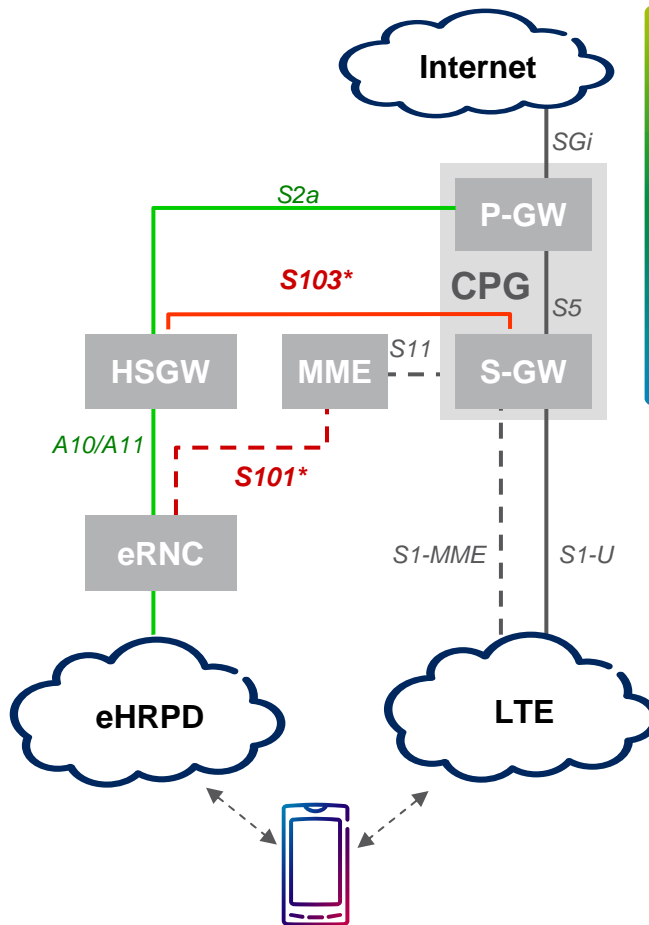 Internet
SGi
S2a
P-GW
S103*
CPG
S5
S11
HSGW
MME
S-GW
A10/A11
S101*
eRNC
S1-MME
S1-U
eHRPD
LTE